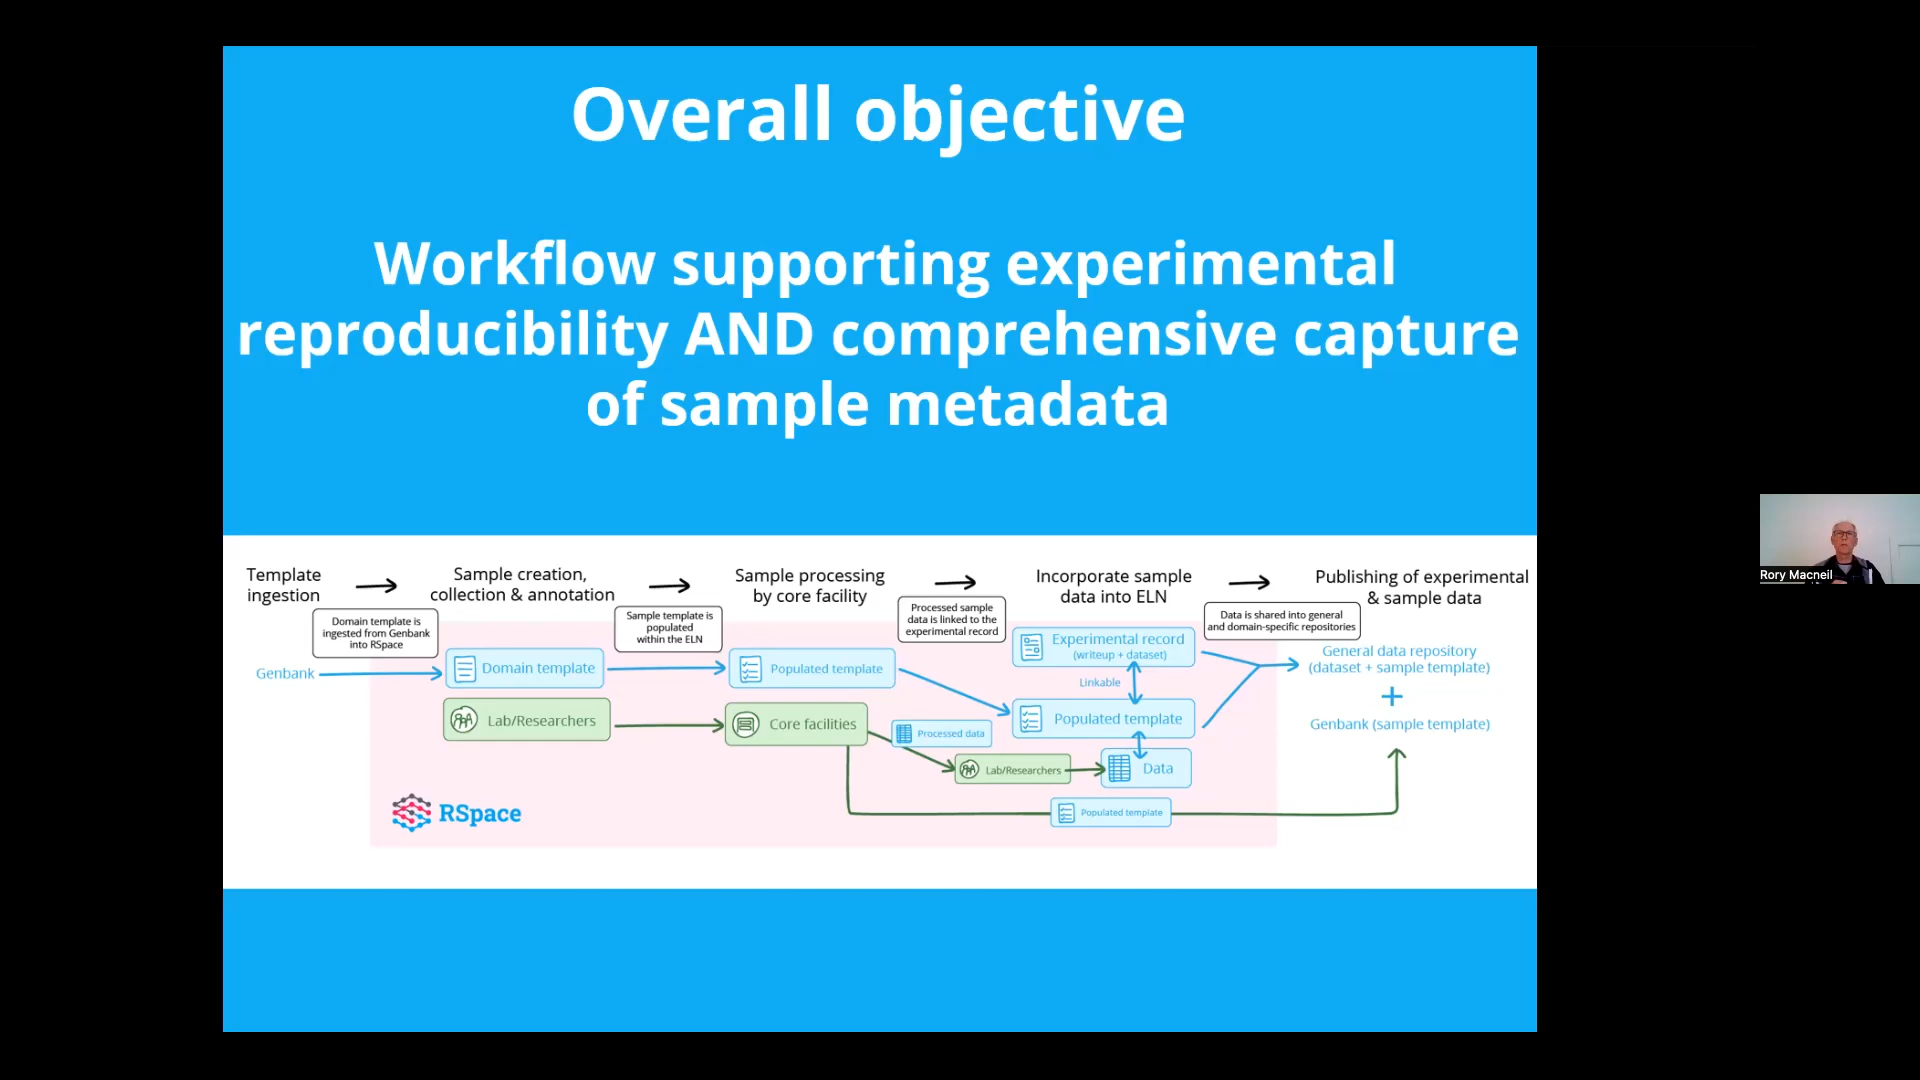 Overall objective
Workflow supporting experimental
reproducibility AND comprehensive capture
of sample metadata
Template
ingestion
Sample creation,
collection & annotation
Sample processing
by core facility
Incorporate sample
data into ELN
Publishing of experimental
& sample data
Domain template is
ingested from Genbank
into RSpace
Sample template is
populated
within the ELN
Processed sample
data is linked to the
experimental record
Data is shared into general
and domain-specific repositories
Genbank
Domain template
Populated template
Experimental record
(writeup + dataset)
Linkable
Populated template
General data repository
(dataset + sample template)
+
Genbank (sample template)
Lab/Researchers
Core facilities
Processed data
Lab/Researchers
Data
Populated template
RSpace
Rory Macneil